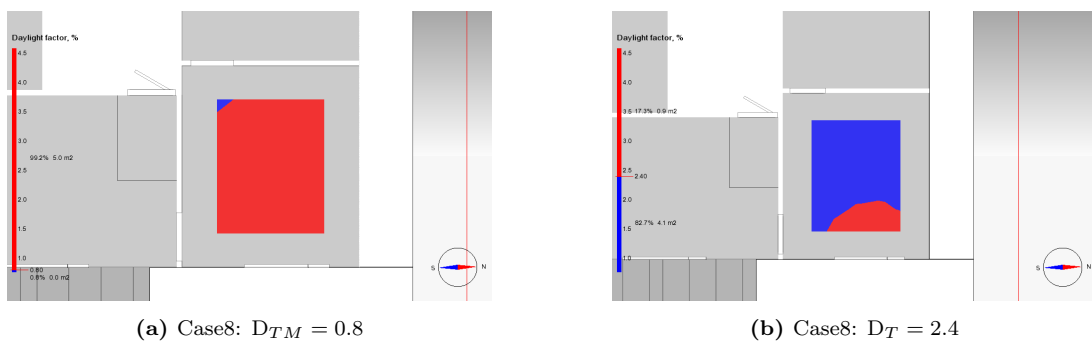 Daylight factor, %
4.5
4.0
3.5
3.0
99.2% 5.0 m2
2.5
2.0
1.5
1.0
0.80
0.8% 0.0 m2
S N
(a) Case8: D_TM = 0.8
Daylight factor, %
4.5
4.0
3.5 17.3% 0.9 m2
3.0
2.5
2.40
2.0
82.7% 4.1 m2
1.5
1.0
S N
(b) Case8: D_T = 2.4